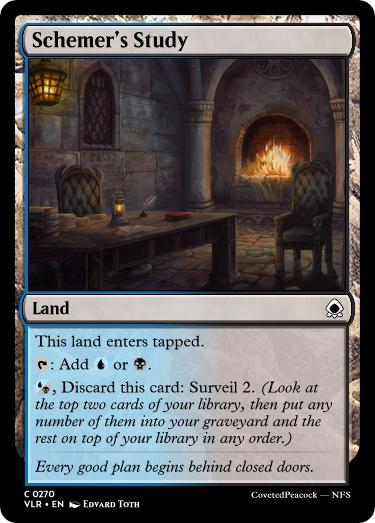 Schemer's Study
Land
This land enters tapped.
: Add or .
, Discard this card: Surveil 2. (Look at
the top two cards of your library, then put any
number of them into your graveyard and the
rest on top of your library in any order.)
Every good plan begins behind closed doors.
C 0270
VLR • EN Edvard Toth
CovetedPeacock — NFS